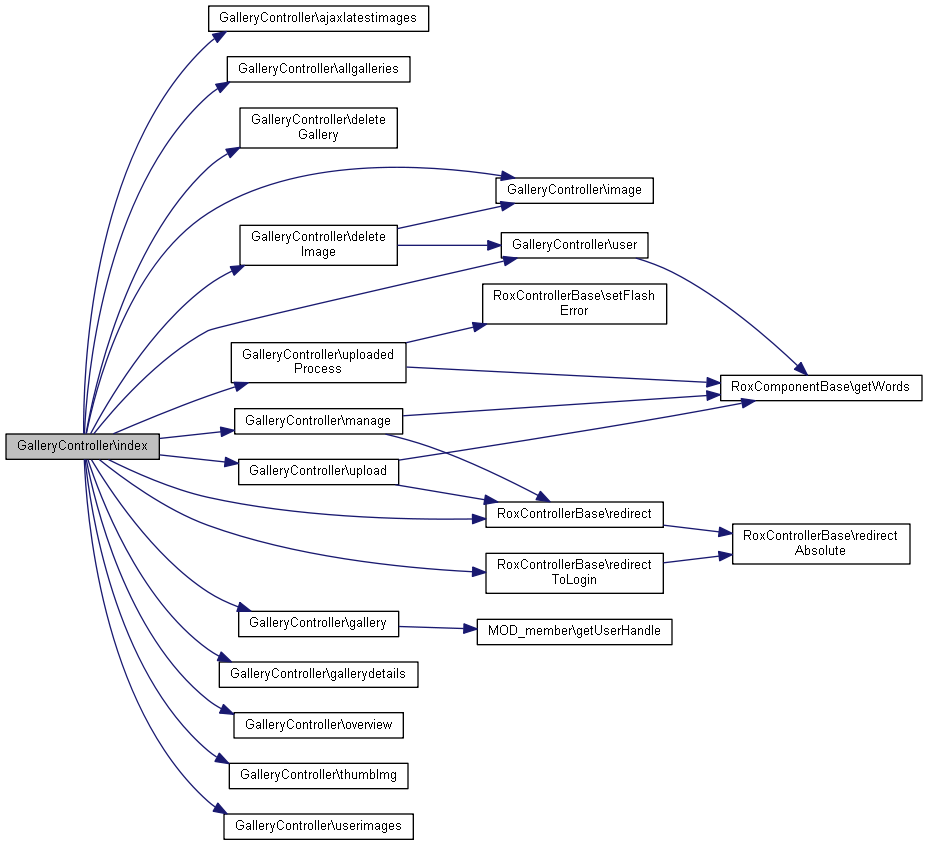 GalleryController\ajaxlatestimages
GalleryController\allgalleries
GalleryController\delete
Gallery
GalleryController\image
GalleryController\delete
Image
GalleryController\user
RoxControllerBase\setFlash
Error
GalleryController\uploaded
Process
RoxComponentBase\getWords
GalleryController\manage
GalleryController\index
GalleryController\upload
RoxControllerBase\redirect
RoxControllerBase\redirect
Absolute
RoxControllerBase\redirect
ToLogin
GalleryController\gallery
MOD_member\getUserHandle
GalleryController\gallerydetails
GalleryController\overview
GalleryController\thumbImg
GalleryController\userimages